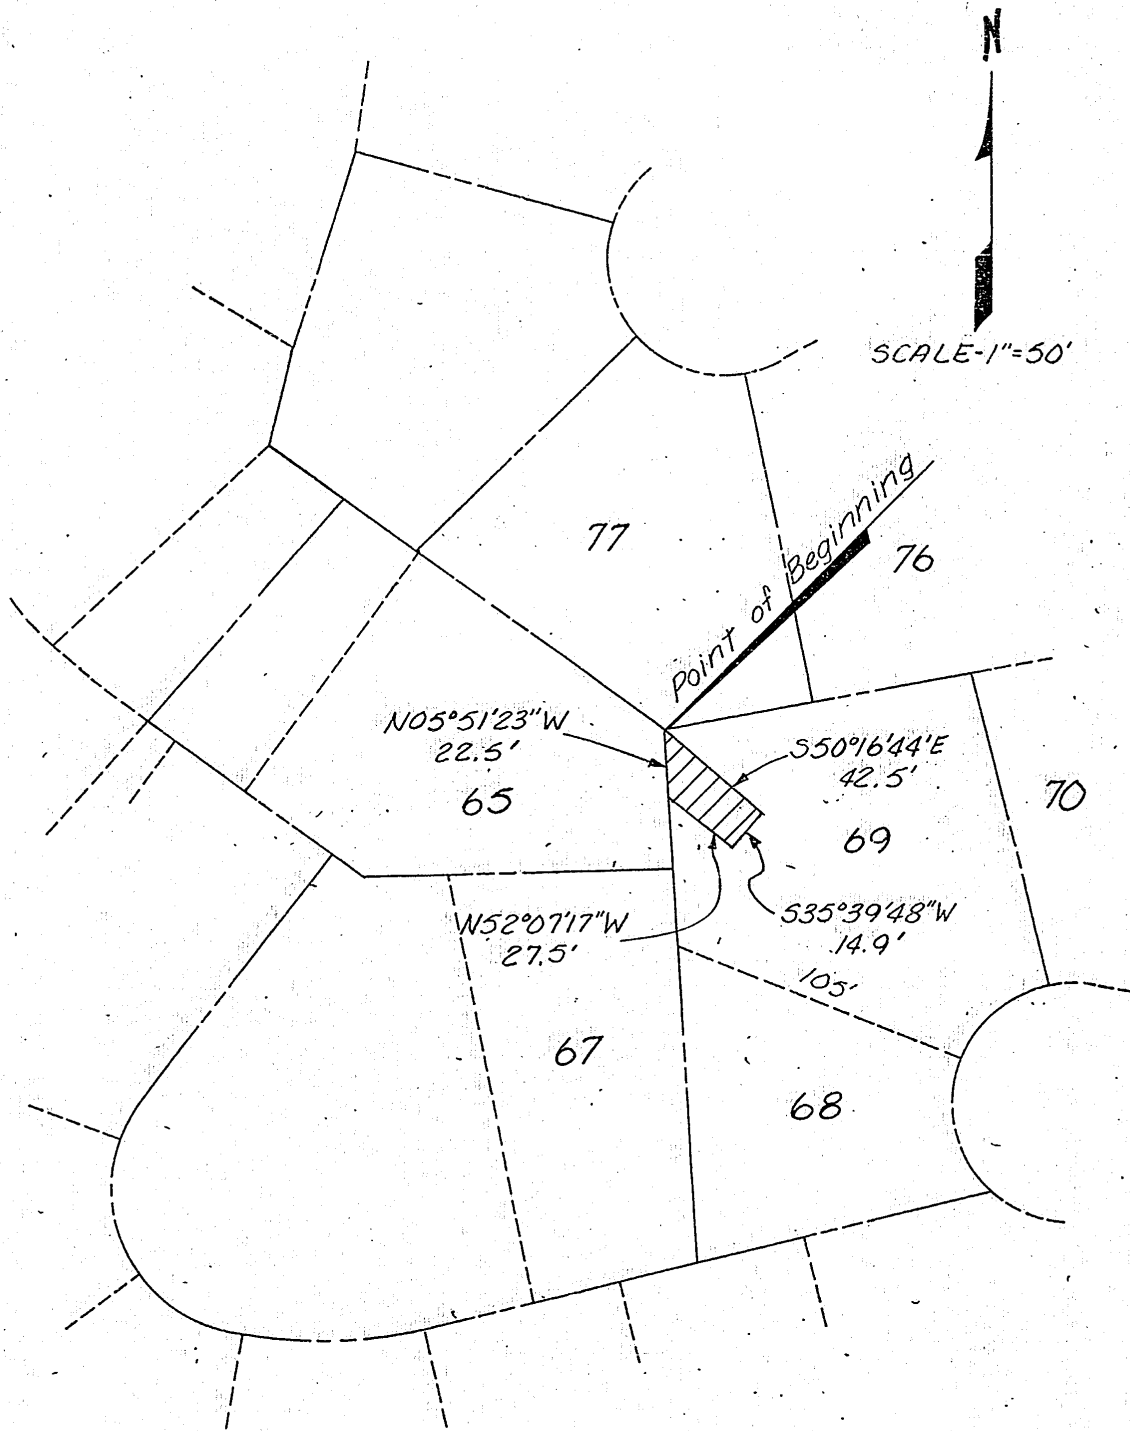 N
SCALE-1"=50'
Point of Beginning
77
76
N05°51'23"W
22.5'
S50°16'44'E
42.5'
65
70
69
N52°07'17"W
27.5'
S35°39'48"W
14.9'
105'
67
68